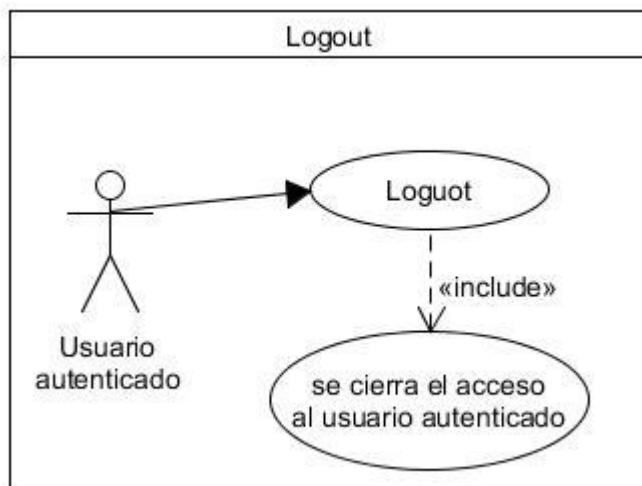 Logout
Loguot
«include»
Usuario
autenticado
se cierra el acceso
al usuario autenticado